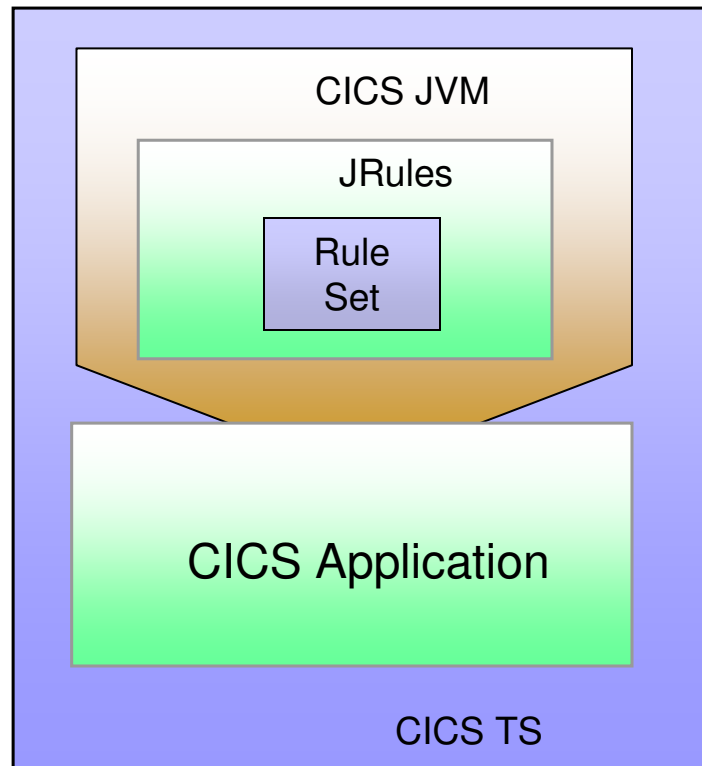 CICS JVM
JRules
Rule
Set
CICS Application
CICS TS